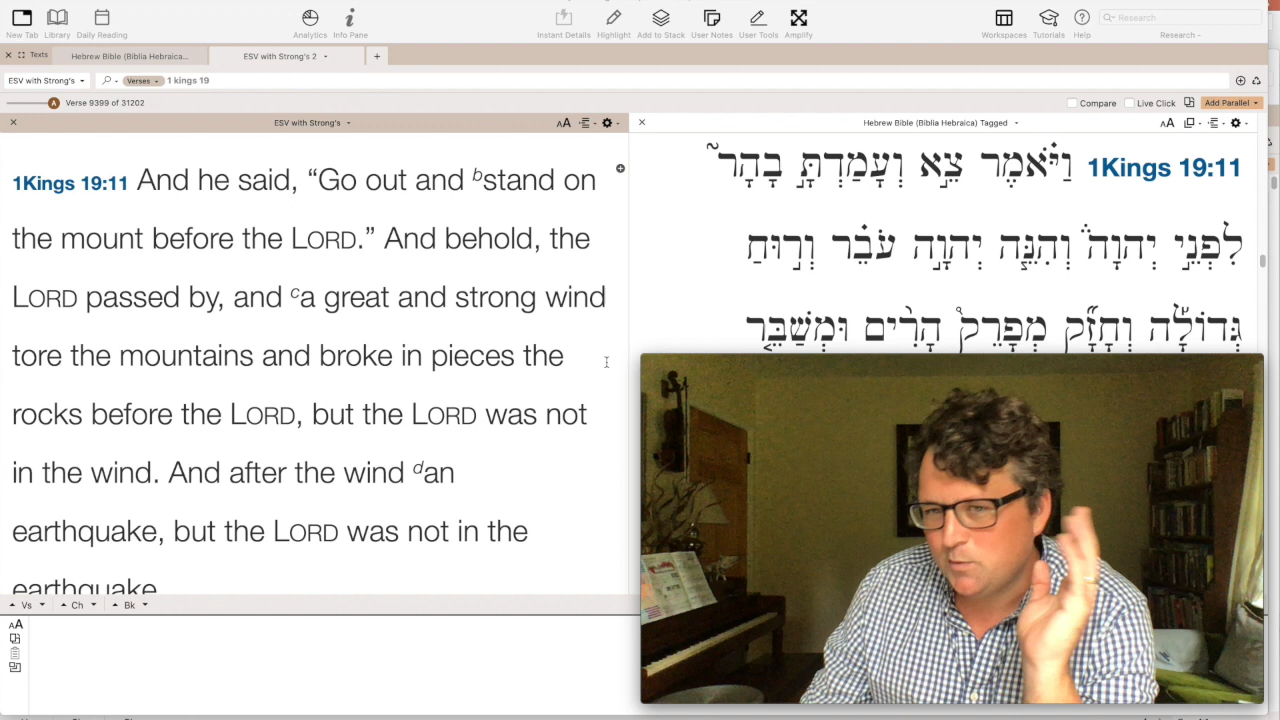 New Tab
Library
Daily Reading
Analytics
Info Pane
Instant Details
Highlight
Add to Stack
User Notes
User Tools
Amplify
Workspaces
Tutorials
Help
Research
Research
Texts
Hebrew Bible (Biblia Hebraica...
ESV with Strong's 2
ESV with Strong's
Verses
1 kings 19
A Verse 9399 of 31202
Compare
Live Click
Add Parallel
ESV with Strong's
AA
1Kings 19:11 And he said, “Go out and bstand on
the mount before the LORD.” And behold, the
LORD passed by, and ca great and strong wind
tore the mountains and broke in pieces the
rocks before the LORD, but the LORD was not
in the wind. And after the wind dan
earthquake, but the LORD was not in the
earthquake
Vs
Ch
Bk
AA
Hebrew Bible (Biblia Hebraica) Tagged
AA
1Kings 19:11 וַיֹּ֗אמֶר צֵ֣א וְעָמַדְתָּ֣ בָהָר֮
לִפְנֵ֣י יְהוָה֒ וְהִנֵּ֧ה יְהוָ֣ה עֹבֵ֗ר וְר֣וּחַ
גְּדוֹלָ֡ה וְחָזָ֞ק מְפָרֵק֩ הָרִ֨ים וּמְשַׁבֵּ֤ר